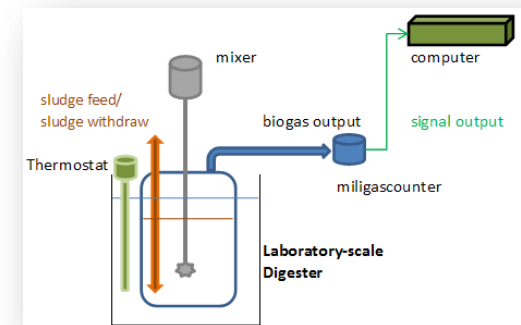 mixer
computer
sludge feed/
sludge withdraw
biogas output
signal output
Thermostat
miligascounter
Laboratory-scale
Digester